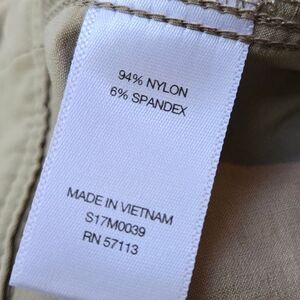 94% NYLON
6% SPANDEX
MADE IN VIETNAM
S17M0039
RN 57113